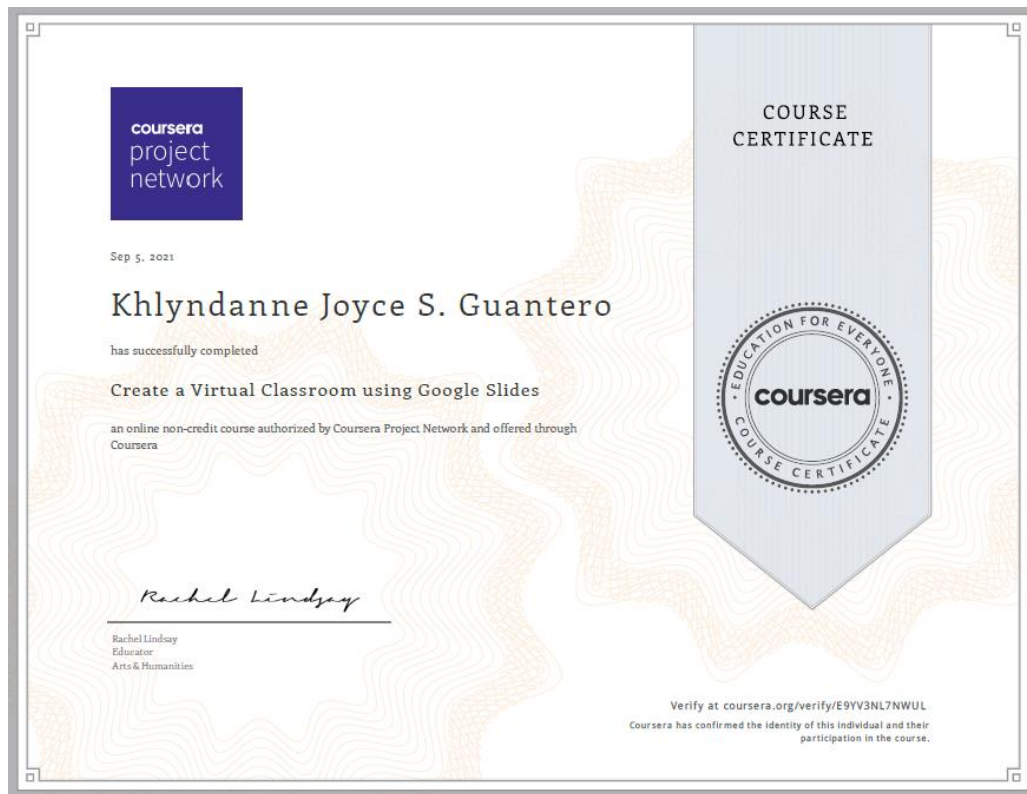 coursera
project
network
COURSE
CERTIFICATE
Sep 5, 2021
Khlyndanne Joyce S. Guantero
has successfully completed
Create a Virtual Classroom using Google Slides
an online non-credit course authorized by Coursera Project Network and offered through
Coursera
EDUCATION FOR EVERYONE
coursera
COURSE CERTIFICATE
Rachel Lindsay
Rachel Lindsay
Educator
Arts & Humanities
Verify at coursera.org/verify/E9YV3NL7NWUL
Coursera has confirmed the identity of this individual and their
participation in the course.